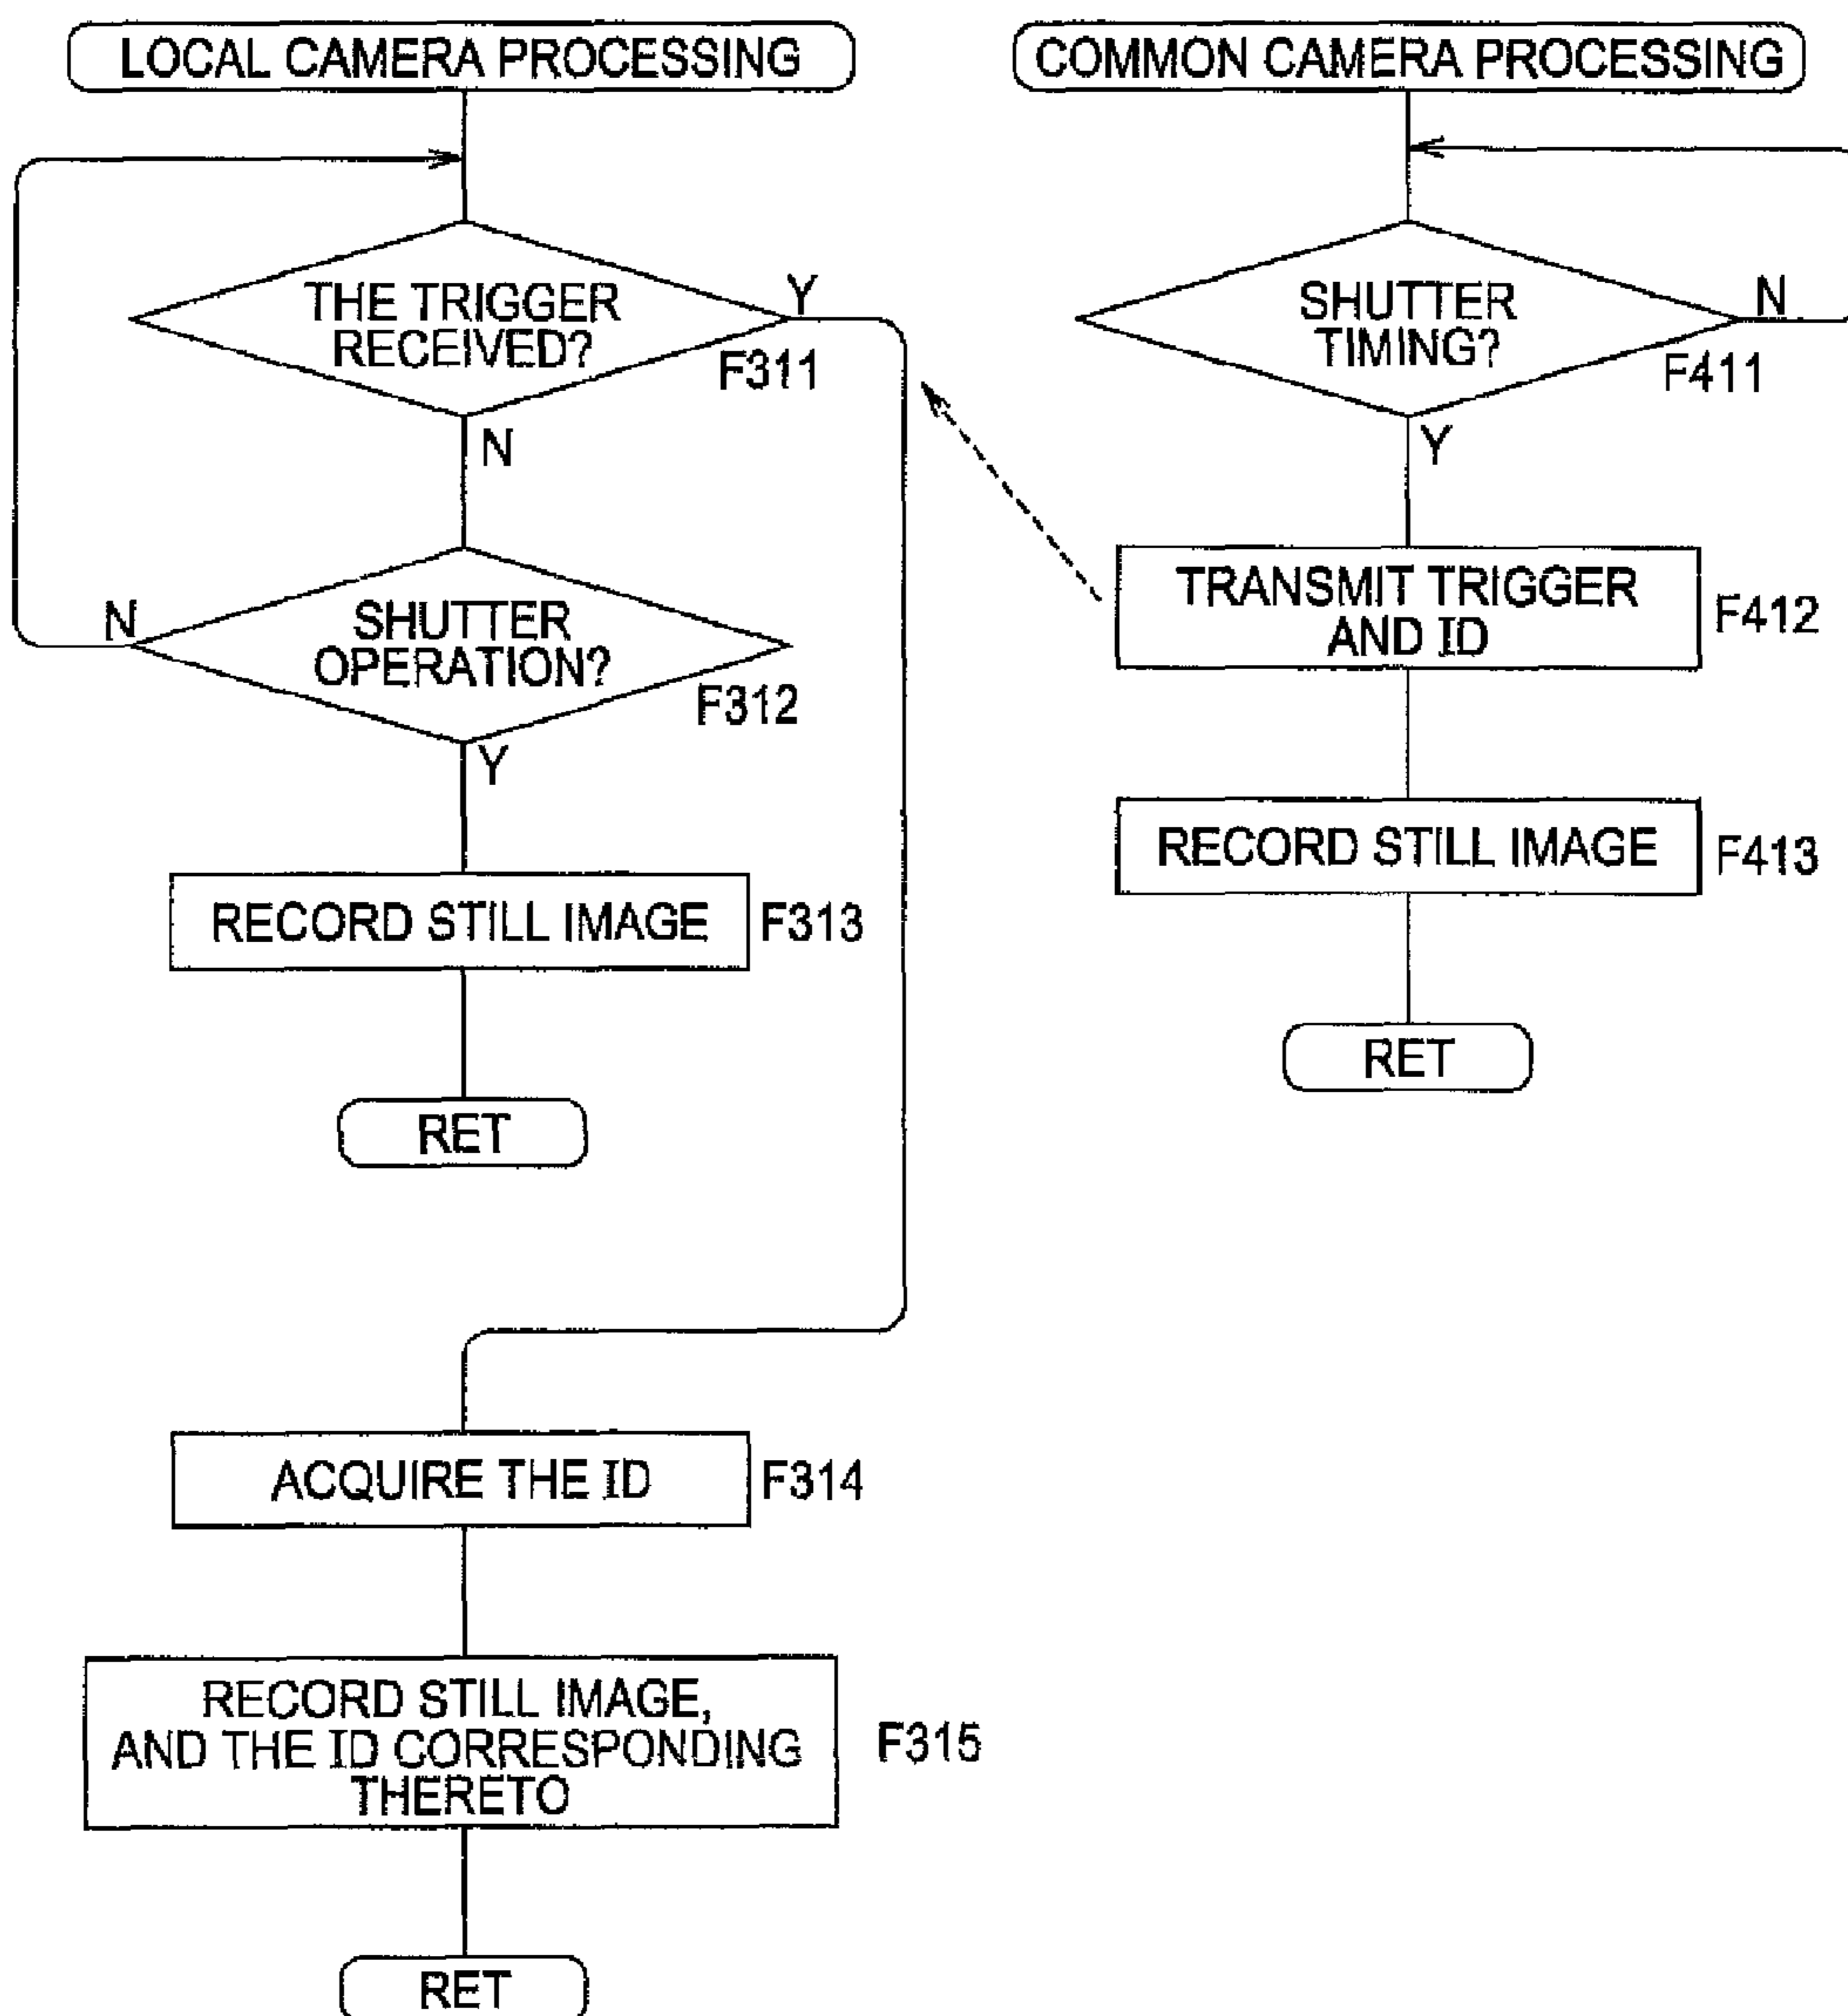 LOCAL CAMERA PROCESSING
THE TRIGGER
RECEIVED?
Y
F311
N
SHUTTER
OPERATION?
N
F312
Y
RECORD STILL IMAGE
F313
RET
ACQUIRE THE ID
F314
RECORD STILL IMAGE,
AND THE ID CORRESPONDING
THERETO
F315
RET
COMMON CAMERA PROCESSING
SHUTTER
TIMING?
N
F411
Y
TRANSMIT TRIGGER
AND ID
F412
RECORD STILL IMAGE
F413
RET